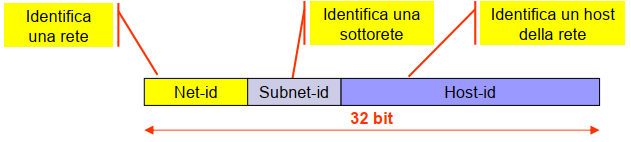 Identifica
una rete
Identifica una
sottorete
Identifica un host
della rete
Net-id
Subnet-id
Host-id
32 bit